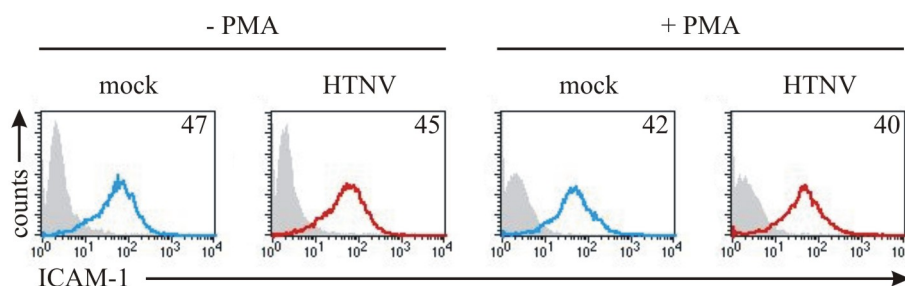 - PMA
+ PMA
mock
HTNV
mock
HTNV
47
45
42
40
counts
10⁰ 10¹ 10² 10³ 10⁴
10⁰ 10¹ 10² 10³ 10⁴
10⁰ 10¹ 10² 10³ 10⁴
10⁰ 10¹ 10² 10³ 10⁴
ICAM-1